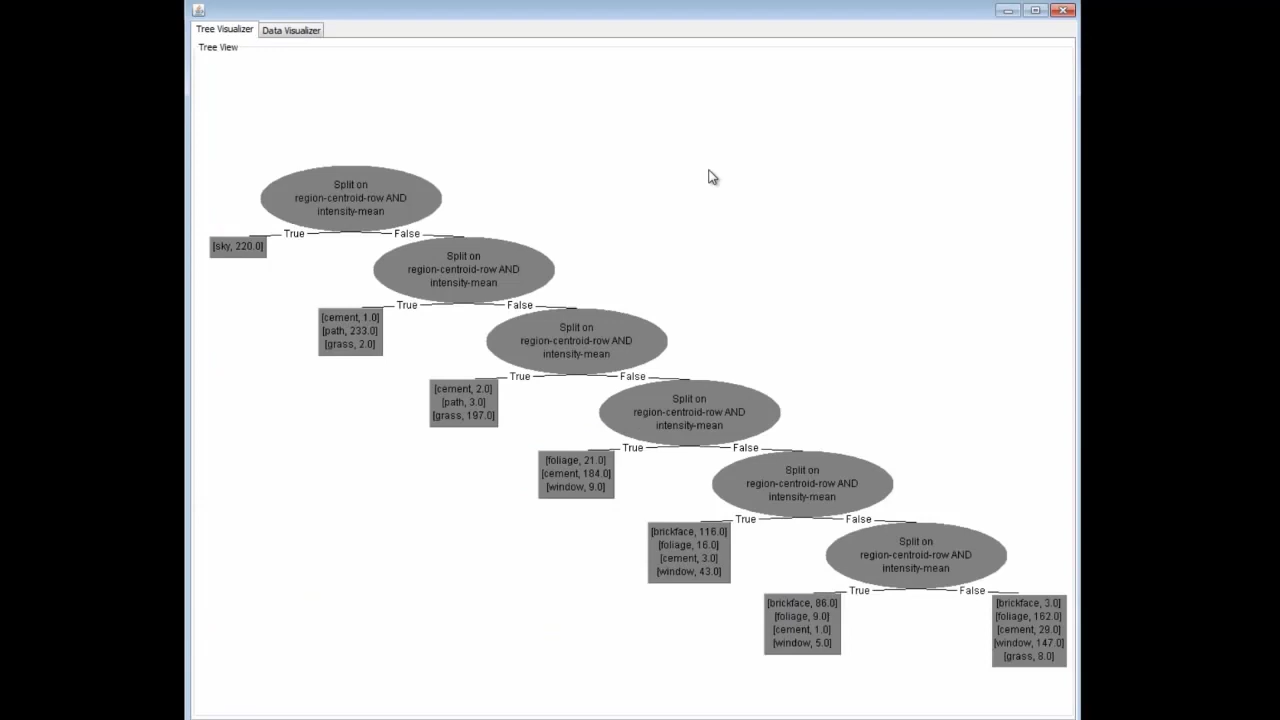 Tree Visualizer
Data Visualizer
Tree View
Split on
region-centroid-row AND
intensity-mean
True
False
[sky, 220.0]
Split on
region-centroid-row AND
intensity-mean
True
False
[cement, 1.0]
[path, 233.0]
[grass, 2.0]
Split on
region-centroid-row AND
intensity-mean
True
False
[cement, 2.0]
[path, 3.0]
[grass, 197.0]
Split on
region-centroid-row AND
intensity-mean
True
False
[foliage, 21.0]
[cement, 184.0]
[window, 9.0]
Split on
region-centroid-row AND
intensity-mean
True
False
[brickface, 116.0]
[foliage, 16.0]
[cement, 3.0]
[window, 43.0]
Split on
region-centroid-row AND
intensity-mean
True
False
[brickface, 86.0]
[foliage, 9.0]
[cement, 1.0]
[window, 5.0]
[brickface, 3.0]
[foliage, 162.0]
[cement, 29.0]
[window, 147.0]
[grass, 8.0]